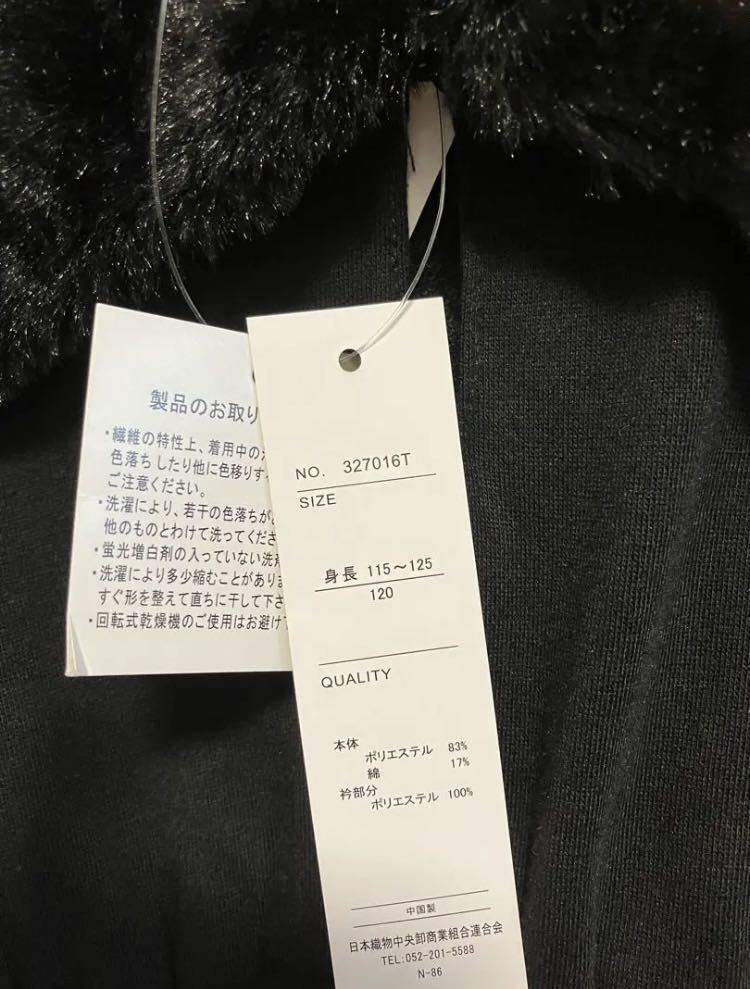 製品のお取り
・繊維の特性上、着用中の
色落ちしたり他に色移りす
ご注意ください。
・洗濯により、若干の色落ちが
他のものとわけて洗ってくださ
・蛍光増白剤の入っていない洗
・洗濯により多少縮むことがありま
すぐ形を整えて直ちに干して下さ
・回転式乾燥機のご使用はお避け
NO. 327016T
SIZE
身長 115～125
120
QUALITY
本体
ポリエステル 83%
綿 17%
衿部分
ポリエステル 100%
中国製
日本織物中央卸商業組合連合会
TEL:052-201-5588
N-86